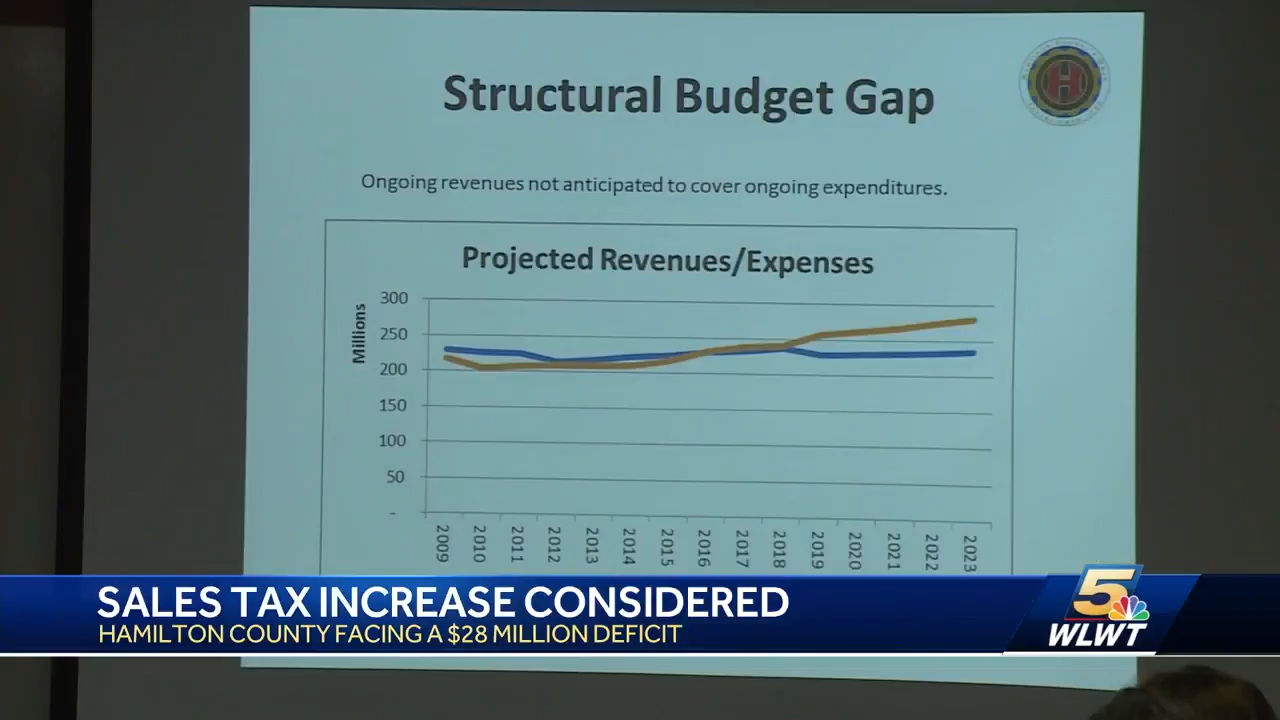 Structural Budget Gap
H
Ongoing revenues not anticipated to cover ongoing expenditures.
Projected Revenues/Expenses
Millions
300
250
200
150
100
50
-
2009 2010 2011 2012 2013 2014 2015 2016 2017 2018 2019 2020 2021 2022 2023
SALES TAX INCREASE CONSIDERED
HAMILTON COUNTY FACING A $28 MILLION DEFICIT
5
WLWT